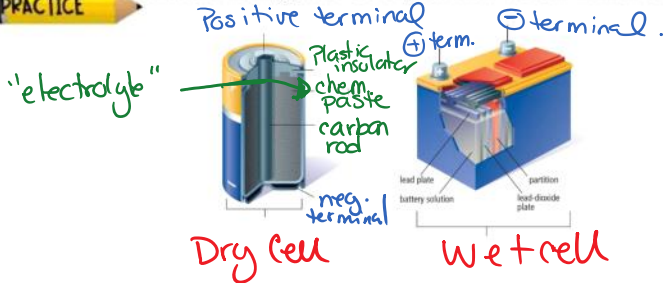 PRACTICE
Positive terminal
⊖ terminal.
⊕ term.
Plastic
insulator
"electrolyte"
chem.
paste
carbon
rod
neg.
terminal
lead plate
battery solution
partition
lead-dioxide
plate
Dry Cell
Wet cell